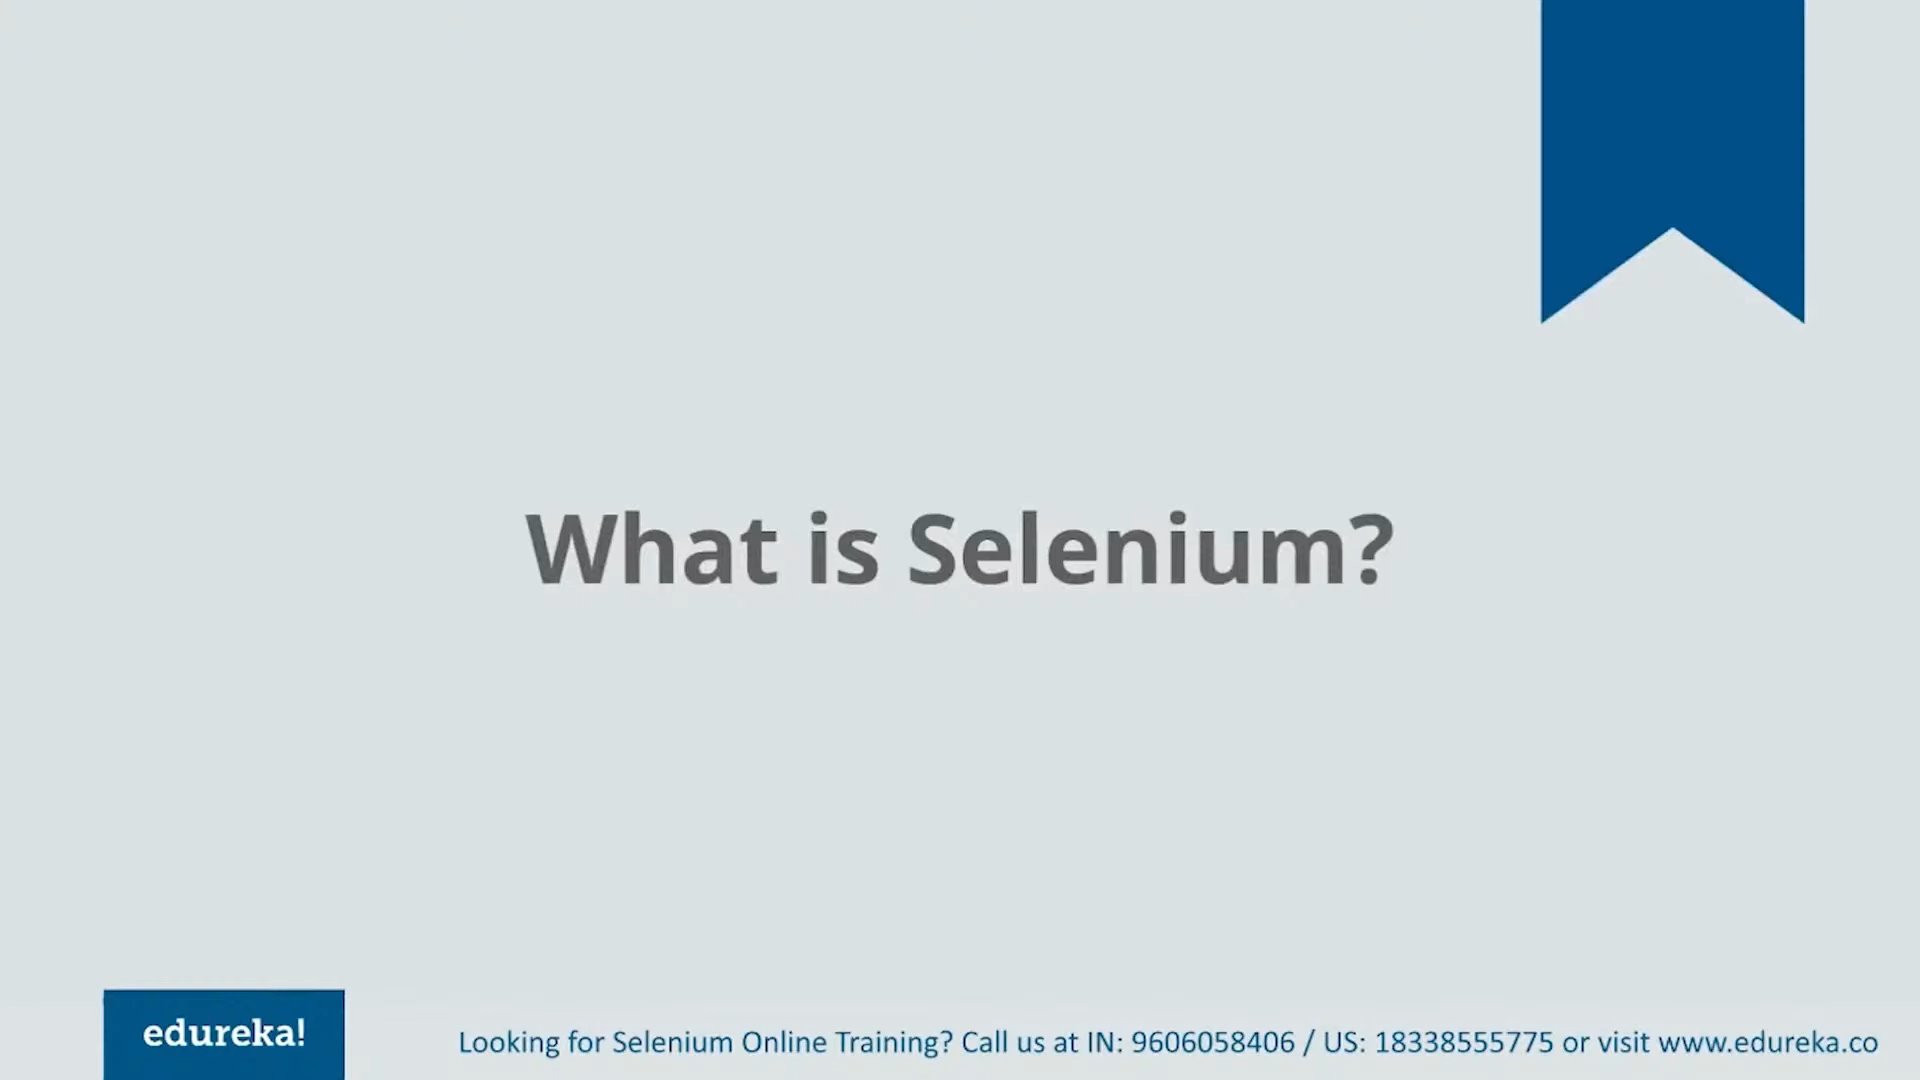 What is Selenium?
edureka!
Looking for Selenium Online Training? Call us at IN: 9606058406 / US: 18338555775 or visit www.edureka.co